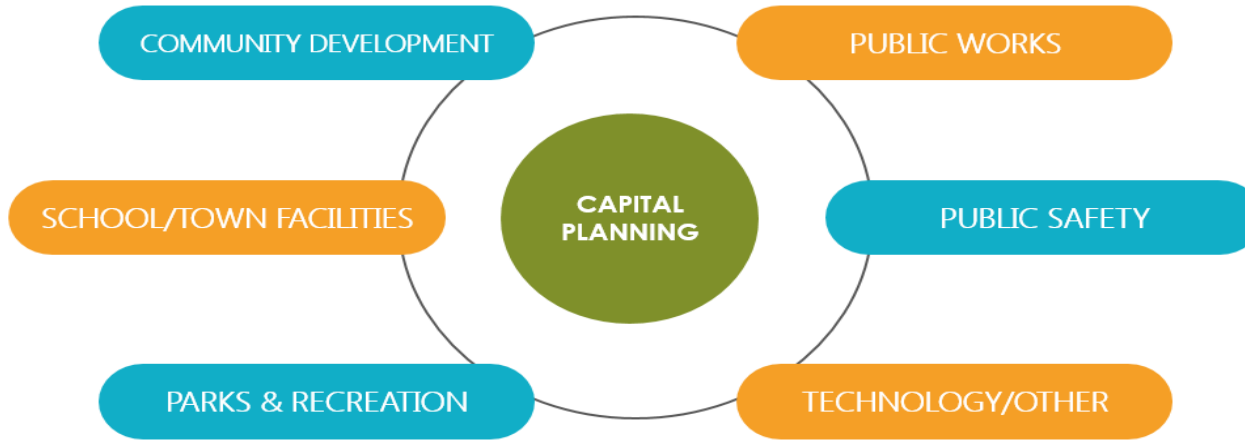 COMMUNITY DEVELOPMENT
PUBLIC WORKS
SCHOOL/TOWN FACILITIES
CAPITAL
PLANNING
PUBLIC SAFETY
PARKS & RECREATION
TECHNOLOGY/OTHER